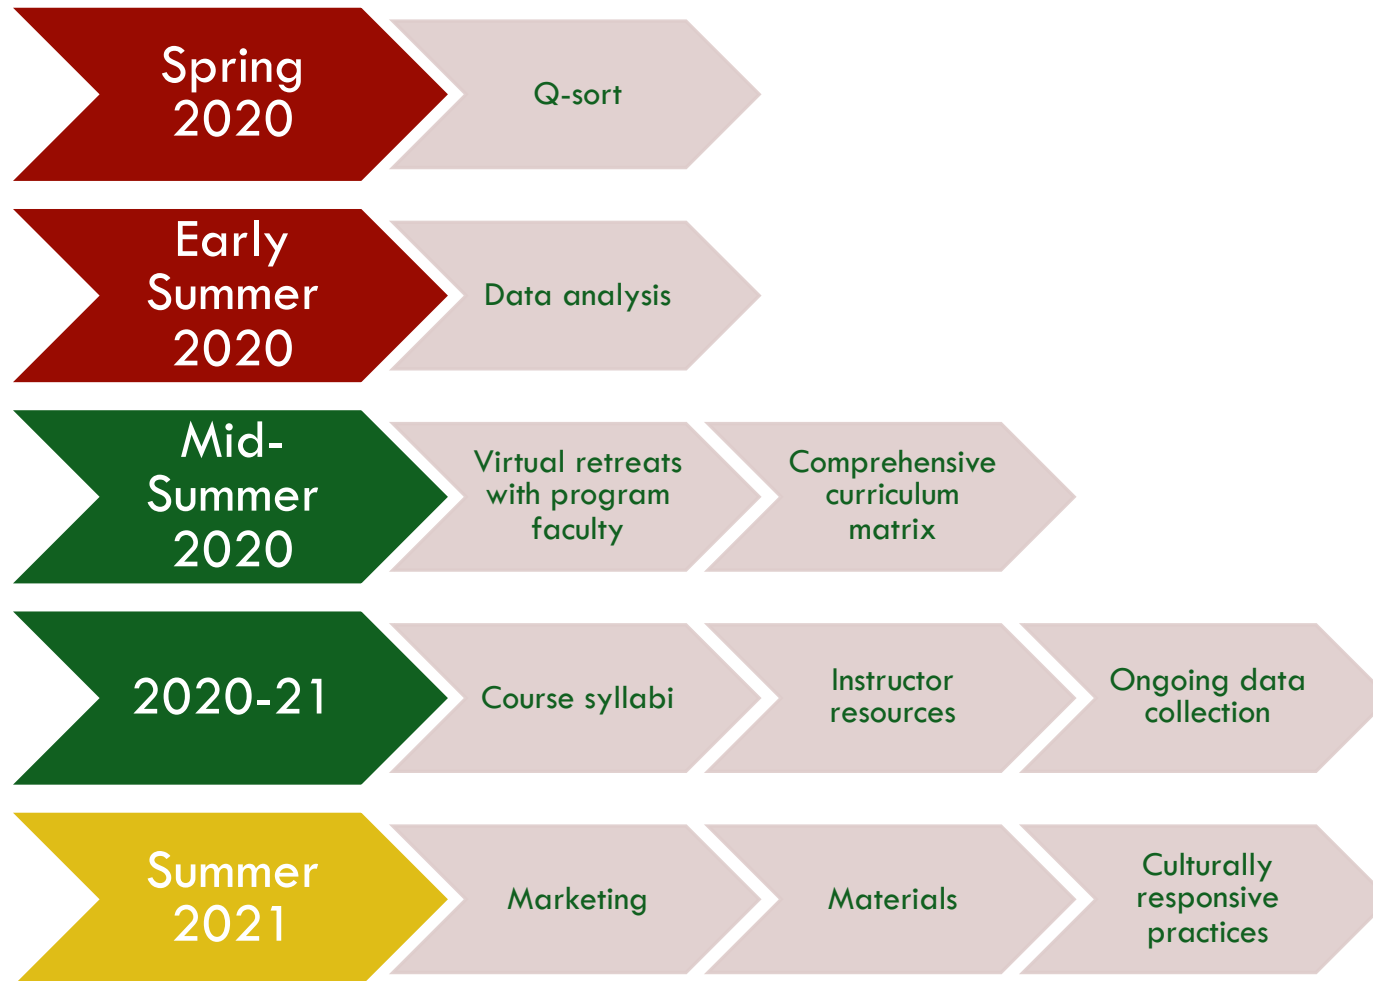 Spring
2020
Q-sort
Early
Summer
2020
Data analysis
Mid-
Summer
2020
Virtual retreats
with program
faculty
Comprehensive
curriculum
matrix
2020-21
Course syllabi
Instructor
resources
Ongoing data
collection
Summer
2021
Marketing
Materials
Culturally
responsive
practices